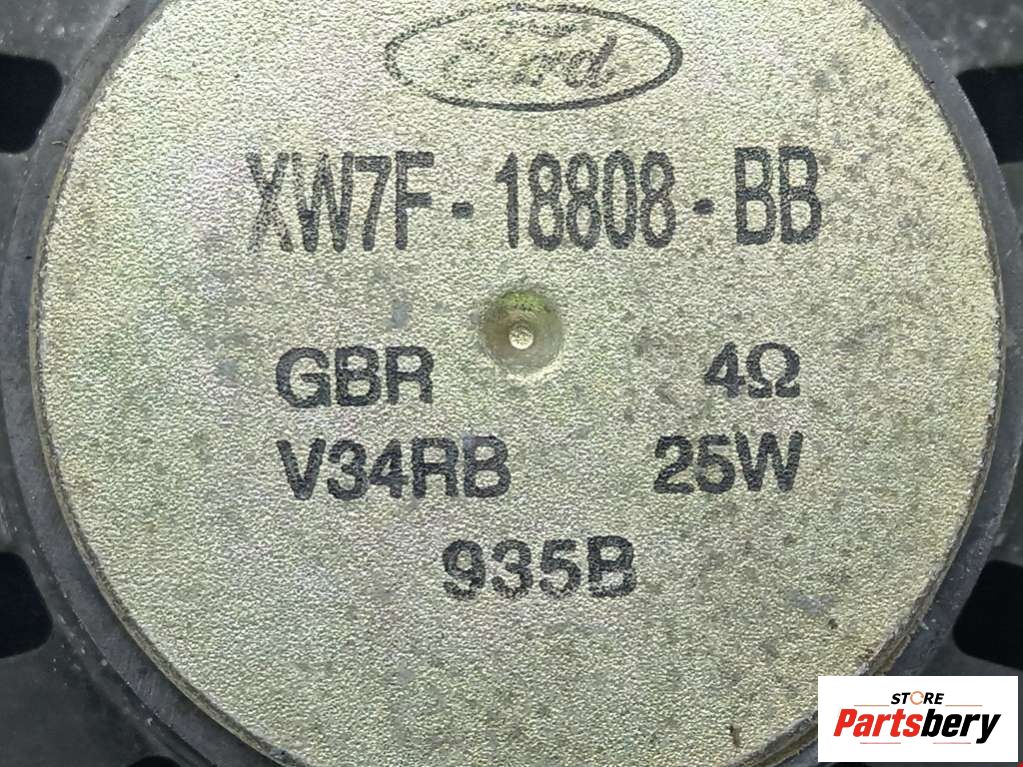 Ford
XW7F-18808-BB
GBR 4Ω
V34RB 25W
935B
STORE
Partsbery